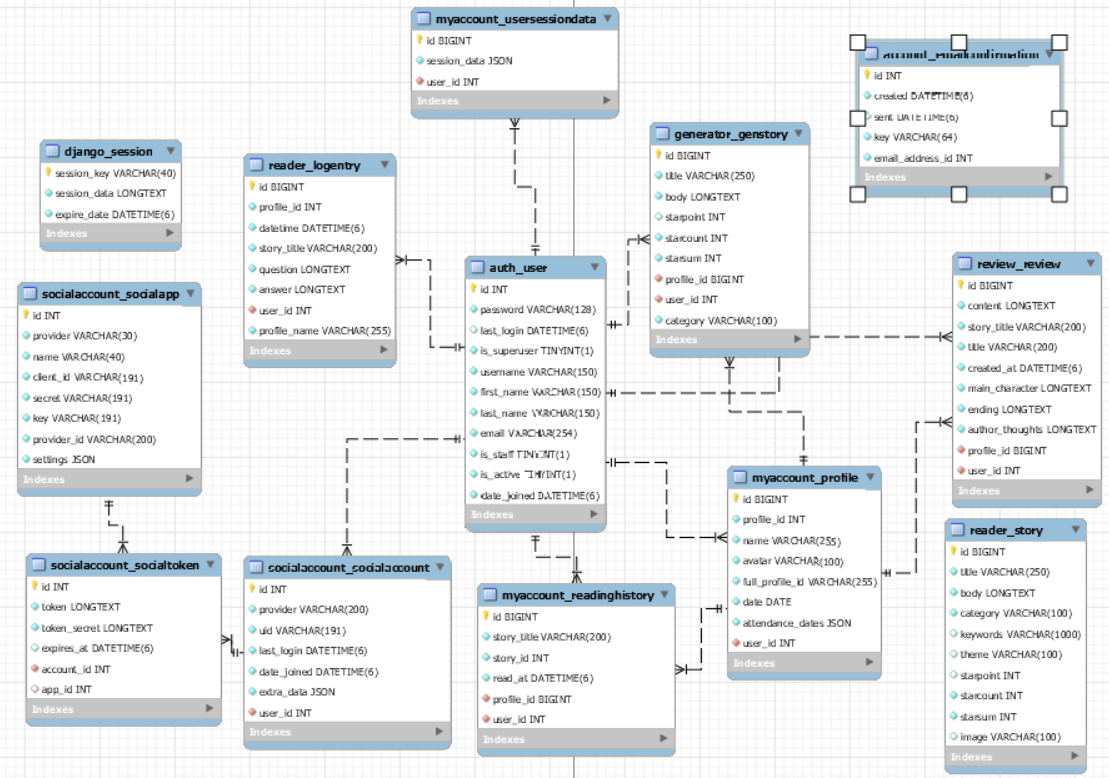 myaccount_usersessiondata
id BIGINT
session_data JSON
user_id INT
Indexes
account_emailconfirmation
id INT
created DATETIME(6)
sent DATETIME(6)
key VARCHAR(64)
email_address_id INT
Indexes
django_session
session_key VARCHAR(40)
session_data LONGTEXT
expire_date DATETIME(6)
Indexes
reader_logentry
id BIGINT
profile_id INT
datetime DATETIME(6)
story_title VARCHAR(200)
question LONGTEXT
answer LONGTEXT
user_id INT
profile_name VARCHAR(255)
Indexes
generator_genstory
id BIGINT
title VARCHAR(250)
body LONGTEXT
starpoint INT
starcount INT
starsum INT
profile_id BIGINT
user_id INT
category VARCHAR(100)
Indexes
auth_user
id INT
password VARCHAR(128)
last_login DATETIME(6)
is_superuser TINYINT(1)
username VARCHAR(150)
first_name VARCHAR(150)
last_name VARCHAR(150)
email VARCHAR(254)
is_staff TINYINT(1)
is_active TINYINT(1)
date_joined DATETIME(6)
Indexes
review_review
id BIGINT
content LONGTEXT
story_title VARCHAR(200)
title VARCHAR(200)
created_at DATETIME(6)
main_character LONGTEXT
ending LONGTEXT
author_thoughts LONGTEXT
profile_id BIGINT
user_id INT
Indexes
socialaccount_socialapp
id INT
provider VARCHAR(30)
name VARCHAR(40)
client_id VARCHAR(191)
secret VARCHAR(191)
key VARCHAR(191)
provider_id VARCHAR(200)
settings JSON
Indexes
myaccount_profile
id BIGINT
profile_id INT
name VARCHAR(255)
avatar VARCHAR(100)
full_profile_id VARCHAR(255)
date DATE
attendance_dates JSON
user_id INT
Indexes
reader_story
id BIGINT
title VARCHAR(250)
body LONGTEXT
category VARCHAR(100)
keywords VARCHAR(1000)
theme VARCHAR(100)
starpoint INT
starcount INT
starsum INT
image VARCHAR(100)
Indexes
socialaccount_socialtoken
id INT
token LONGTEXT
token_secret LONGTEXT
expires_at DATETIME(6)
account_id INT
app_id INT
Indexes
socialaccount_socialaccount
id INT
provider VARCHAR(200)
uid VARCHAR(191)
last_login DATETIME(6)
date_joined DATETIME(6)
extra_data JSON
user_id INT
Indexes
myaccount_readinghistory
id BIGINT
story_title VARCHAR(200)
story_id INT
read_at DATETIME(6)
profile_id BIGINT
user_id INT
Indexes